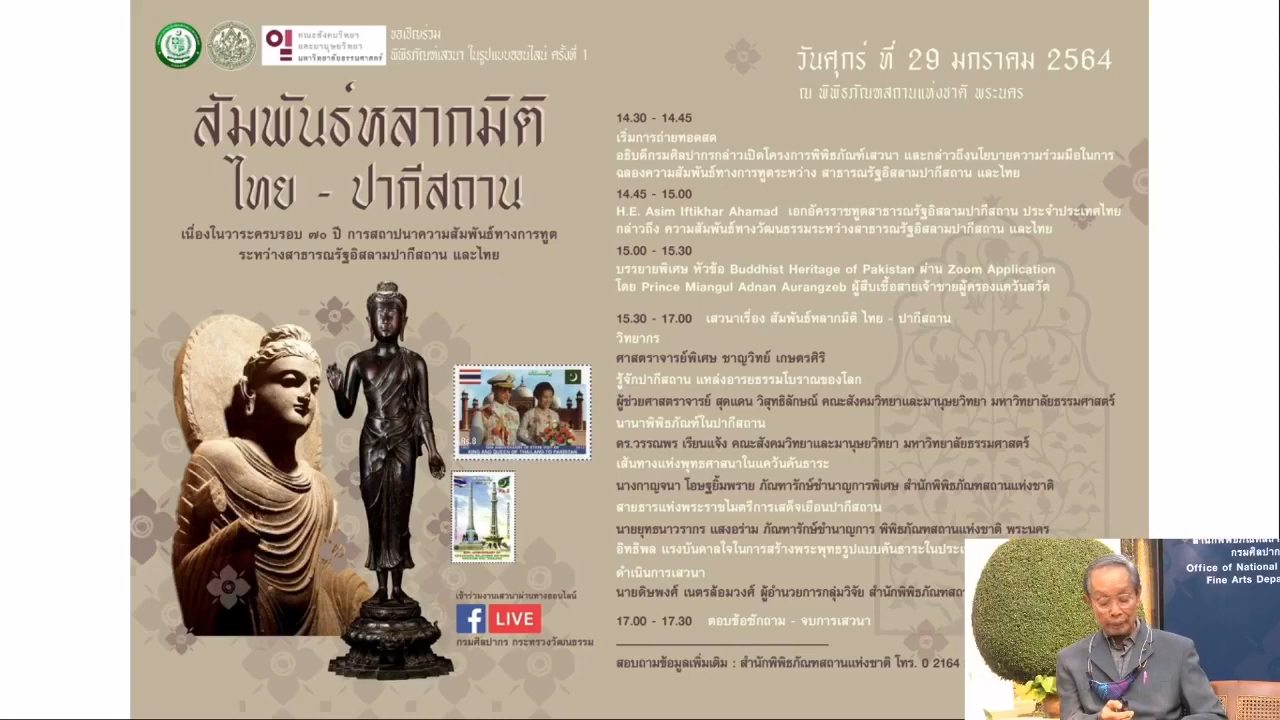 คณะสังคมวิทยา
และมานุษยวิทยา
มหาวิทยาลัยธรรมศาสตร์
ขอเชิญร่วม
พิพิธภัณฑ์เสวนา ในรูปแบบออนไลน์ ครั้งที่ 1
สัมพันธ์หลากมิติ
ไทย - ปากีสถาน
เนื่องในวาระครบรอบ ๗๐ ปี การสถาปนาความสัมพันธ์ทางการทูต
ระหว่างสาธารณรัฐอิสลามปากีสถาน และไทย
Rs.8
KING AND QUEEN OF THAILAND TO PAKISTAN
เข้าร่วมงานเสวนาผ่านทางออนไลน์
f LIVE
กรมศิลปากร กระทรวงวัฒนธรรม
วันศุกร์ ที่ 29 มกราคม 2564
ณ พิพิธภัณฑสถานแห่งชาติ พระนคร
14.30 - 14.45
เริ่มการถ่ายทอดสด
อธิบดีกรมศิลปากรกล่าวเปิดโครงการพิพิธภัณฑ์เสวนา และกล่าวถึงนโยบายความร่วมมือในการ
ฉลองความสัมพันธ์ทางการทูตระหว่าง สาธารณรัฐอิสลามปากีสถาน และไทย
14.45 - 15.00
H.E. Asim Iftikhar Ahamad เอกอัครราชทูตสาธารณรัฐอิสลามปากีสถาน ประจำประเทศไทย
กล่าวถึง ความสัมพันธ์ทางวัฒนธรรมระหว่างสาธารณรัฐอิสลามปากีสถาน และไทย
15.00 - 15.30
บรรยายพิเศษ หัวข้อ Buddhist Heritage of Pakistan ผ่าน Zoom Application
โดย Prince Miangul Adnan Aurangzeb ผู้สืบเชื้อสายเจ้าชายผู้ครองแคว้นสวัต
15.30 - 17.00 เสวนาเรื่อง สัมพันธ์หลากมิติ ไทย - ปากีสถาน
วิทยากร
ศาสตราจารย์พิเศษ ชาญวิทย์ เกษตรศิริ
รู้จักปากีสถาน แหล่งอารยธรรมโบราณของโลก
ผู้ช่วยศาสตราจารย์ สุดแดน วิสุทธิลักษณ์ คณะสังคมวิทยาและมานุษยวิทยา มหาวิทยาลัยธรรมศาสตร์
นานาพิพิธภัณฑ์ในปากีสถาน
ดร.วรรณพร เรียนแจ้ง คณะสังคมวิทยาและมานุษยวิทยา มหาวิทยาลัยธรรมศาสตร์
เส้นทางแห่งพุทธศาสนาในแคว้นคันธาระ
นางกาญจนา โอษฐยิ้มพราย ภัณฑารักษ์ชำนาญการพิเศษ สำนักพิพิธภัณฑสถานแห่งชาติ
สายธารแห่งพระราชไมตรีการเสด็จเยือนปากีสถาน
นายยุทธนาวรากร แสงอร่าม ภัณฑารักษ์ชำนาญการ พิพิธภัณฑสถานแห่งชาติ พระนคร
อิทธิพล แรงบันดาลใจในการสร้างพระพุทธรูปแบบคันธาระในประเ
ดำเนินการเสวนา
นายดิษพงศ์ เนตรล้อมวงศ์ ผู้อำนวยการกลุ่มวิจัย สำนักพิพิธภัณฑสถา
17.00 - 17.30 ตอบข้อซักถาม - จบการเสวนา
สอบถามข้อมูลเพิ่มเติม : สำนักพิพิธภัณฑสถานแห่งชาติ โทร. 0 2164
สำนักพิพิธภัณฑสถาน
กรมศิลปา
Office of National
Fine Arts Depa